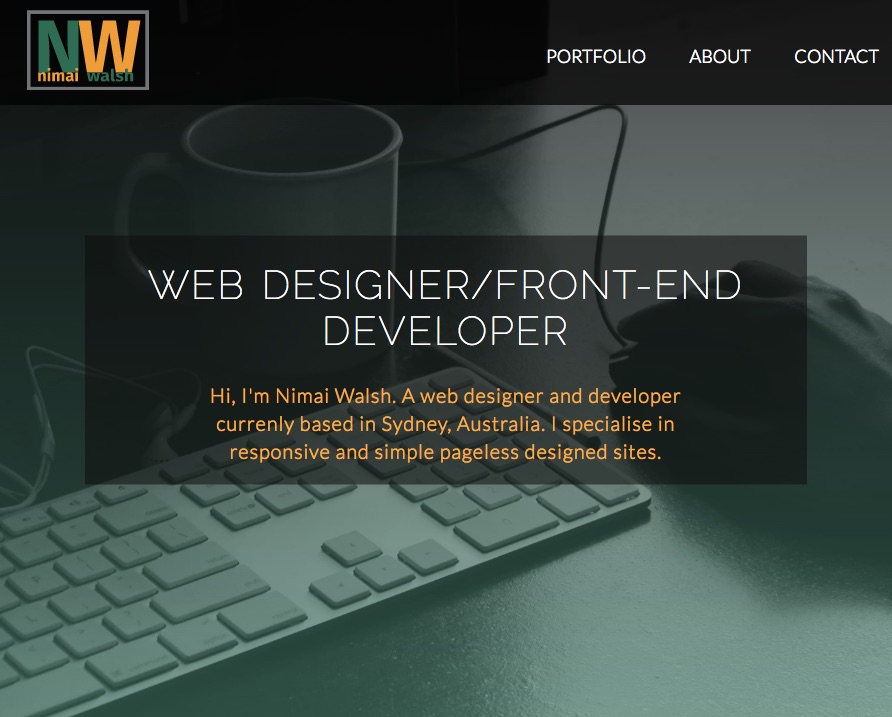 NW
nimai walsh
PORTFOLIO ABOUT CONTACT
WEB DESIGNER/FRONT-END
DEVELOPER
Hi, I'm Nimai Walsh. A web designer and developer
currenly based in Sydney, Australia. I specialise in
responsive and simple pageless designed sites.